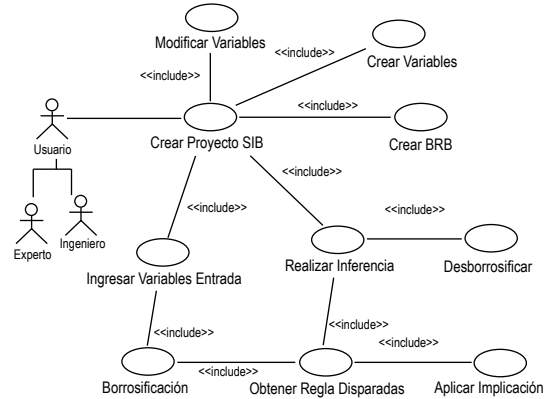 Modificar Variables
<<include>>
<<include>>
Crear Variables
<<include>>
Usuario
Crear Proyecto SIB
Crear BRB
<<include>>
<<include>>
<<include>>
Experto
Ingeniero
Ingresar Variables Entrada
Realizar Inferencia
Desborrosificar
<<include>>
<<include>>
<<include>>
<<include>>
Borrosificación
Obtener Regla Disparadas
Aplicar Implicación